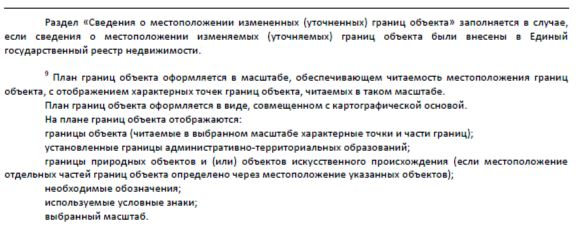 Раздел «Сведения о местоположении измененных (уточненных) границ объекта» заполняется в случае,
если сведения о местоположении изменяемых (уточняемых) границ объекта были внесены в Единый
государственный реестр недвижимости.
9 План границ объекта оформляется в масштабе, обеспечивающем читаемость местоположения границ
объекта, с отображением характерных точек границ объекта, читаемых в таком масштабе.
План границ объекта оформляется в виде, совмещенном с картографической основой.
На плане границ объекта отображаются:
границы объекта (читаемые в выбранном масштабе характерные точки и части границ);
установленные границы административно-территориальных образований;
границы природных объектов и (или) объектов искусственного происхождения (если местоположение
отдельных частей границ объекта определено через местоположение указанных объектов);
необходимые обозначения;
используемые условные знаки;
выбранный масштаб.